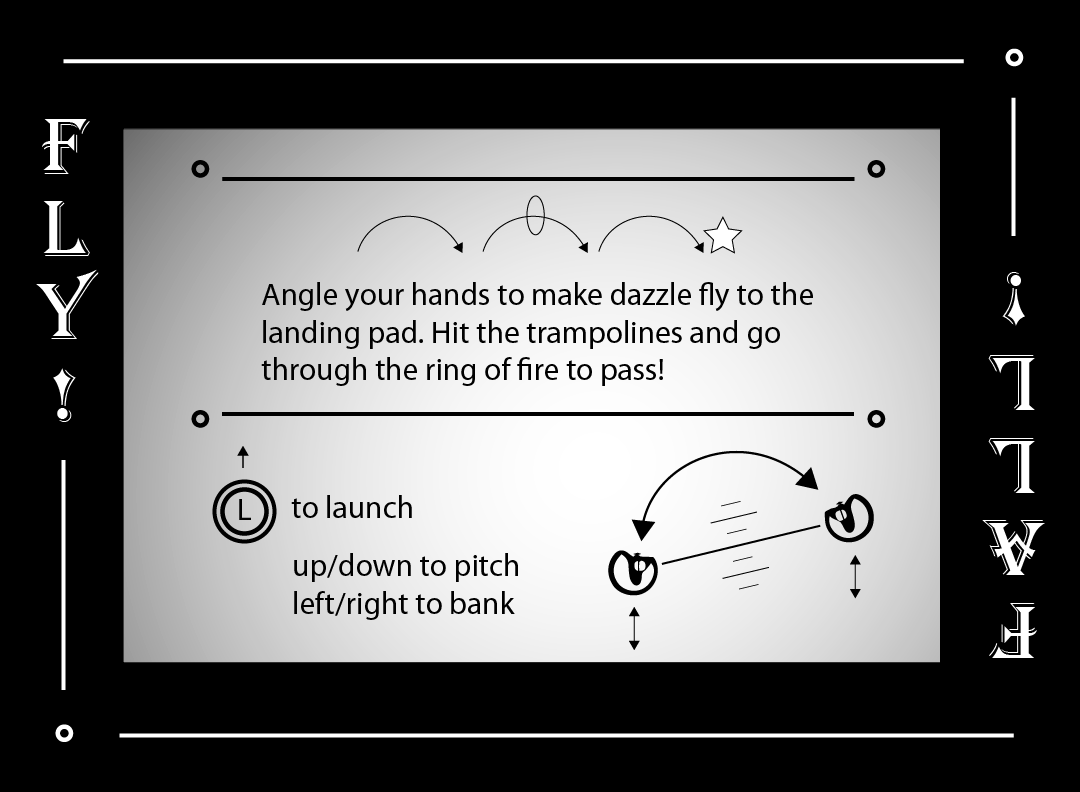 FLY!
Angle your hands to make dazzle fly to the
landing pad. Hit the trampolines and go
through the ring of fire to pass!
L
to launch
up/down to pitch
left/right to bank
FALL!